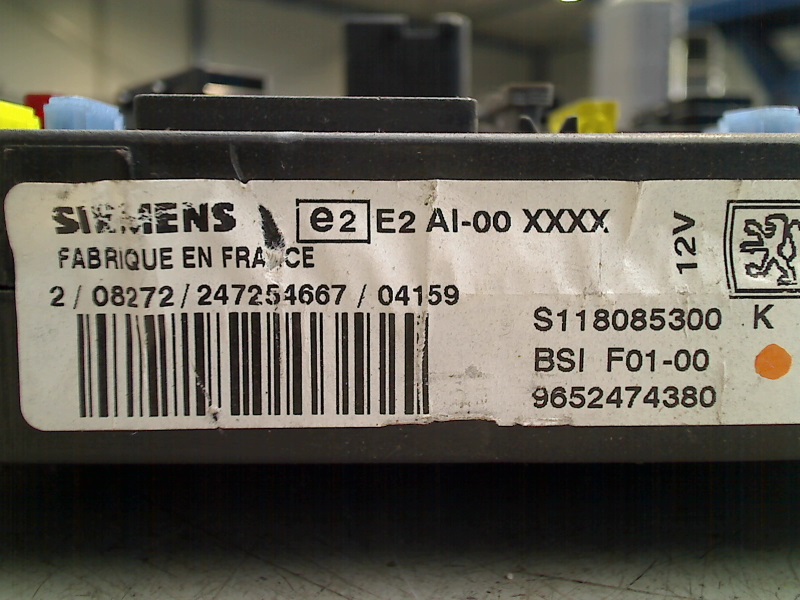 SIEMENS e2 E2 AI-00 XXXX
FABRIQUE EN FRANCE
2/08272/247254667/04159
12V
S118085300 K
BSI F01-00
9652474380